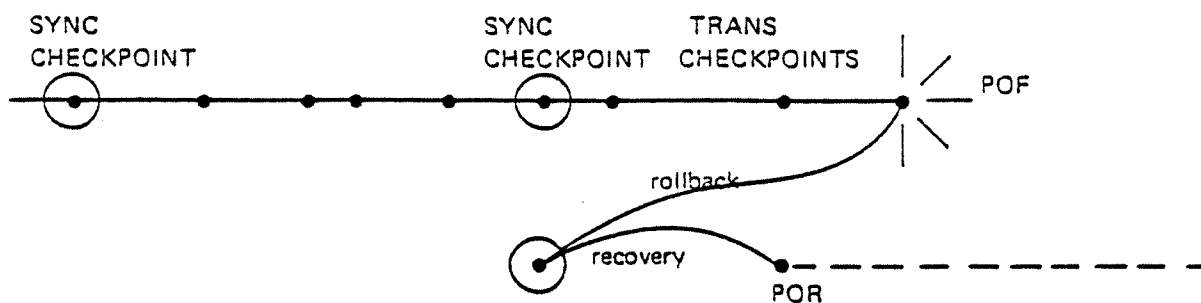 SYNC
CHECKPOINT
SYNC
CHECKPOINT
TRANS
CHECKPOINTS
POF
rollback
recovery
POR